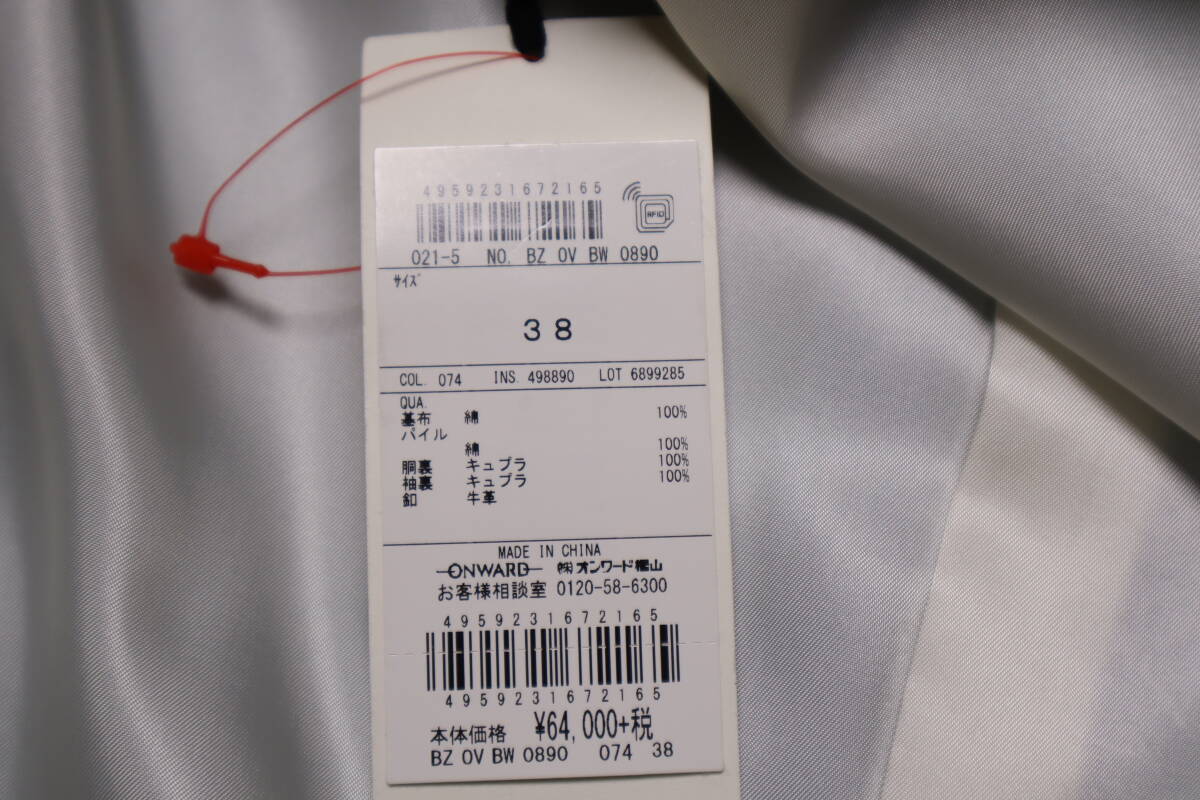 4959231672165
RFID
021-5 NO. BZ OV BW 0890
サイズ
38
COL. 074 INS. 498890 LOT 6899285
QUA.
基布 綿 100%
パイル
綿 100%
胴裏 キュプラ 100%
袖裏 キュプラ 100%
釦 牛革
MADE IN CHINA
ONWARD ㈱オンワード樫山
お客様相談室 0120-58-6300
4959231672165
4959231672165
本体価格 ¥64,000+税
BZ OV BW 0890 074 38